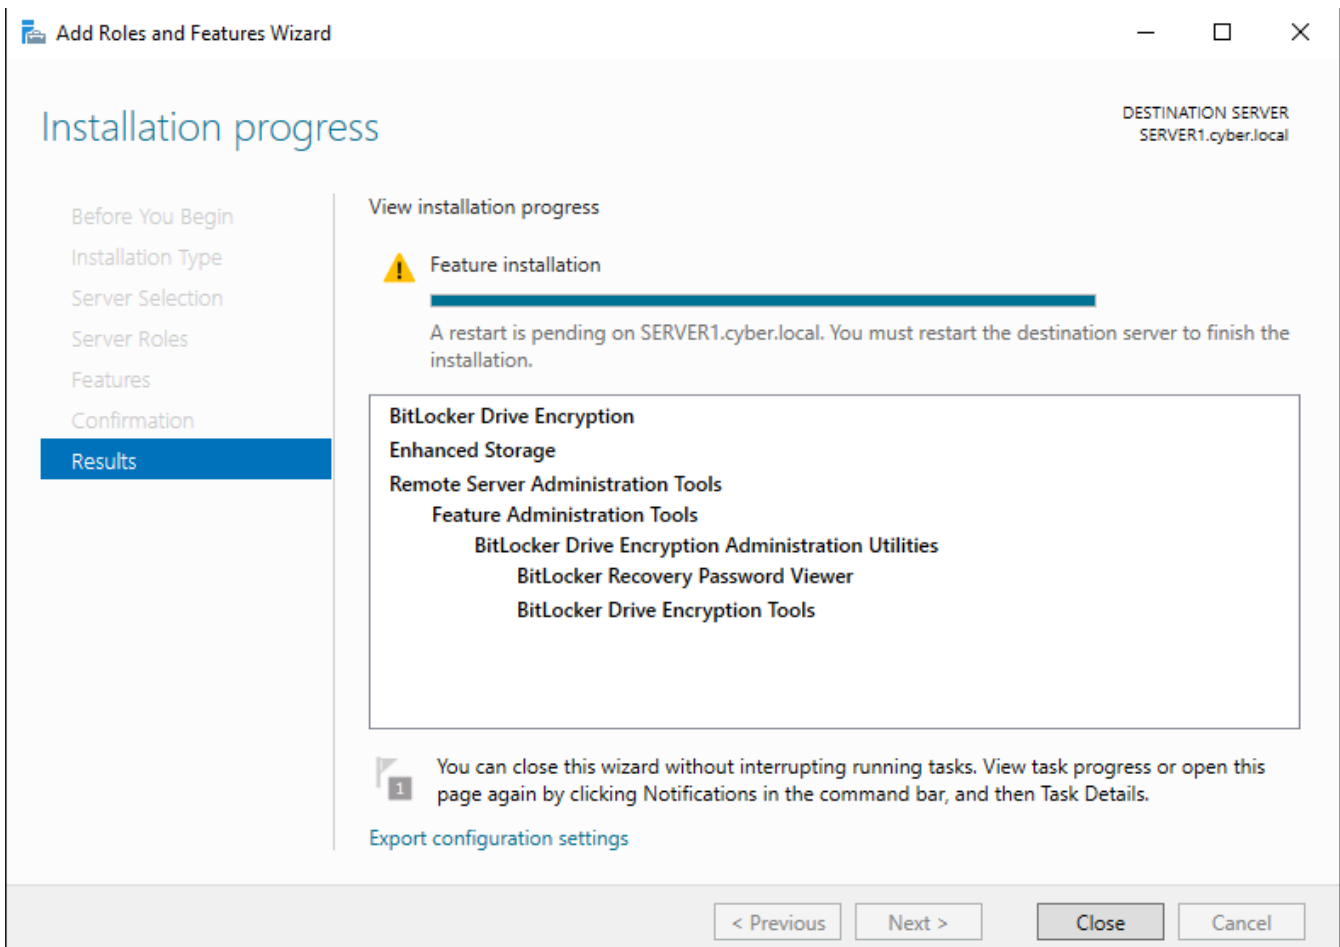 Add Roles and Features Wizard
Installation progress
DESTINATION SERVER
SERVER1.cyber.local
Before You Begin
Installation Type
Server Selection
Server Roles
Features
Confirmation
Results
View installation progress
Feature installation
A restart is pending on SERVER1.cyber.local. You must restart the destination server to finish the
installation.
BitLocker Drive Encryption
Enhanced Storage
Remote Server Administration Tools
Feature Administration Tools
BitLocker Drive Encryption Administration Utilities
BitLocker Recovery Password Viewer
BitLocker Drive Encryption Tools
1
You can close this wizard without interrupting running tasks. View task progress or open this
page again by clicking Notifications in the command bar, and then Task Details.
Export configuration settings
< Previous
Next >
Close
Cancel